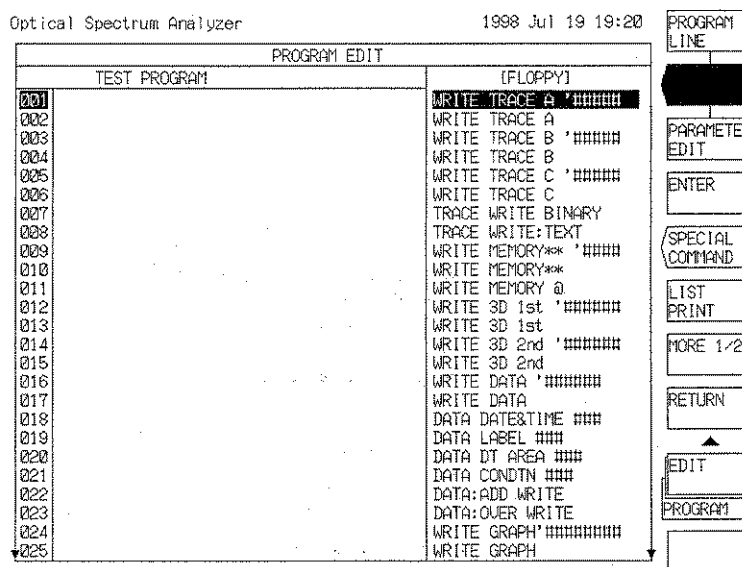 Optical Spectrum Analyzer 1998 Jul 19 19:20
PROGRAM EDIT
TEST PROGRAM [FLOPPY]
001 WRITE TRACE A '#####
002 WRITE TRACE A
003 WRITE TRACE B '#####
004 WRITE TRACE B
005 WRITE TRACE C '#####
006 WRITE TRACE C
007 TRACE WRITE BINARY
008 TRACE WRITE:TEXT
009 WRITE MEMORY** '####
010 WRITE MEMORY**
011 WRITE MEMORY @
012 WRITE 3D 1st '######
013 WRITE 3D 1st
014 WRITE 3D 2nd '######
015 WRITE 3D 2nd
016 WRITE DATA '######
017 WRITE DATA
018 DATA DATE&TIME ###
019 DATA LABEL ###
020 DATA DT AREA ###
021 DATA CONDTN ###
022 DATA:ADD WRITE
023 DATA:OVER WRITE
024 WRITE GRAPH'########
025 WRITE GRAPH
PROGRAM
LINE
PARAMETE
EDIT
ENTER
SPECIAL
COMMAND
LIST
PRINT
MORE 1/2
RETURN
EDIT
PROGRAM